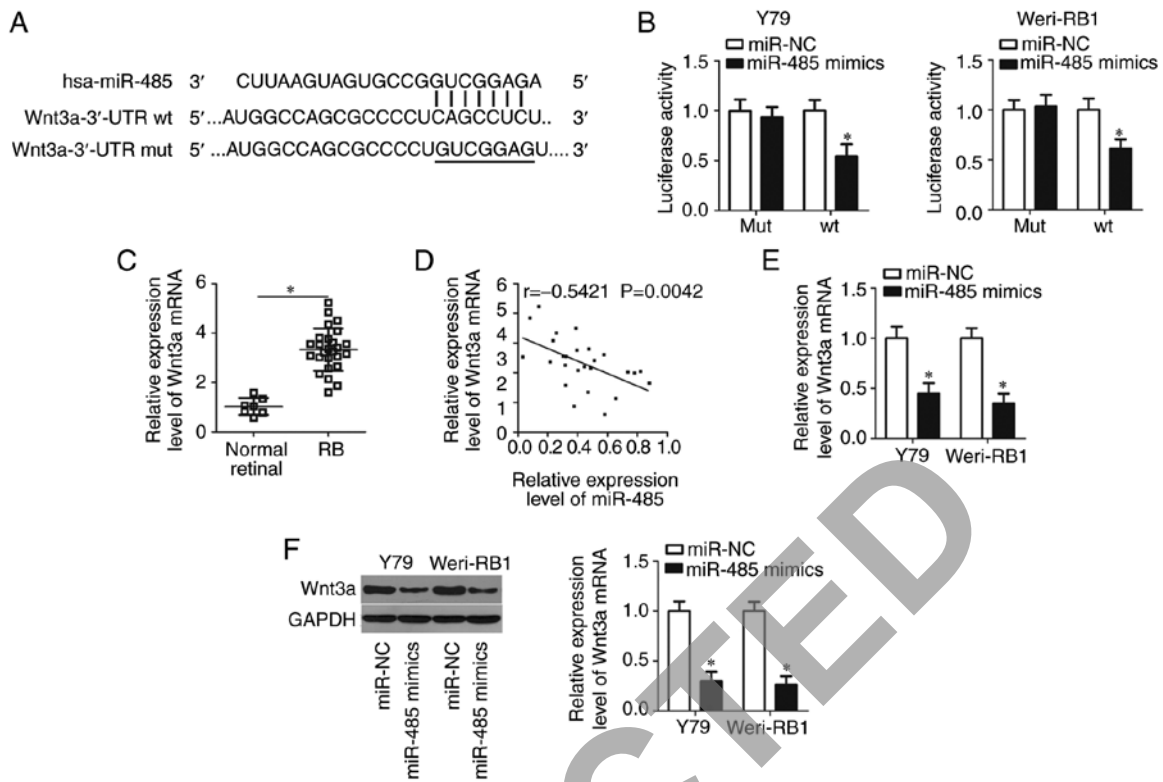 A
hsa-miR-485 3′ CUUAAGUAGUGCCGGUCGGAGA 5′
Wnt3a-3′-UTR wt 5′ ...AUGGCCAGCGCCCCUCAGCCUCU.. 3′
Wnt3a-3′-UTR mut 5′ ....AUGGCCAGCGCCCCUGUCGGAGU.... 3′
B
Y79
miR-NC
miR-485 mimics
Luciferase activity
1.5
1.0
0.5
0.0
*
Mut wt
Weri-RB1
miR-NC
miR-485 mimics
Luciferase activity
1.5
1.0
0.5
0.0
*
Mut wt
C
Relative expression
level of Wnt3a mRNA
6
4
2
0
*
Normal
retinal
RB
D
Relative expression
level of Wnt3a mRNA
r=−0.5421 P=0.0042
6
5
4
3
2
1
0
0.0 0.2 0.4 0.6 0.8 1.0
Relative expression
level of miR-485
E
Relative expression
level of Wnt3a mRNA
miR-NC
miR-485 mimics
1.5
1.0
0.5
0.0
*
*
Y79 Weri-RB1
F
Y79 Weri-RB1
Wnt3a
GAPDH
miR-NC
miR-485 mimics
miR-NC
miR-485 mimics
Relative expression
level of Wnt3a mRNA
miR-NC
miR-485 mimics
1.5
1.0
0.5
0.0
*
*
Y79 Weri-RB1
CTED